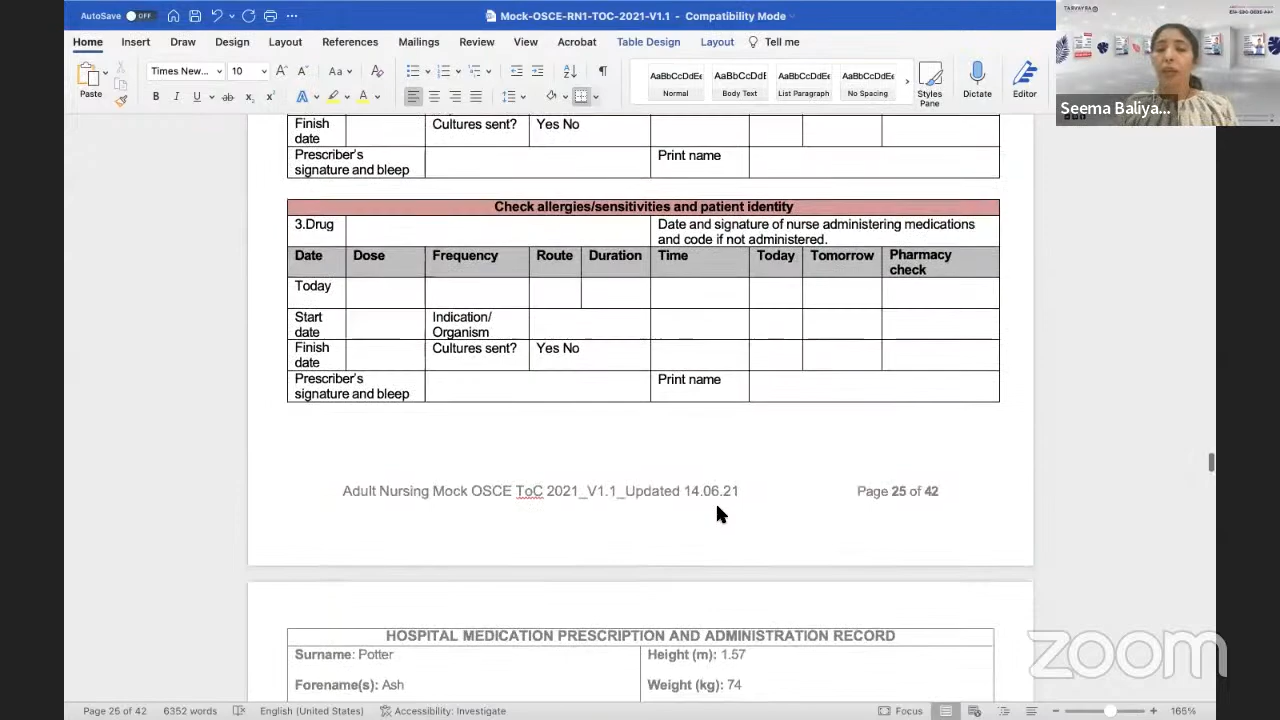 AutoSave OFF
Mock-OSCE-RN1-TOC-2021-V1.1 - Compatibility Mode
Home Insert Draw Design Layout References Mailings Review View Acrobat Table Design Layout Tell me
Paste
Times New... 10
AaBbCcDdEe Normal
AaBbCcDdE Body Text
AaBbCcDdEe List Paragraph
AaBbCcDdEe No Spacing
Styles Pane
Dictate
Editor
Seema Baliya...
Finish date Cultures sent? Yes No
Prescriber's signature and bleep Print name
Check allergies/sensitivities and patient identity
3.Drug Date and signature of nurse administering medications and code if not administered.
Date Dose Frequency Route Duration Time Today Tomorrow Pharmacy check
Today
Start date Indication/ Organism
Finish date Cultures sent? Yes No
Prescriber's signature and bleep Print name
Adult Nursing Mock OSCE ToC 2021_V1.1_Updated 14.06.21 Page 25 of 42
HOSPITAL MEDICATION PRESCRIPTION AND ADMINISTRATION RECORD
Surname: Potter Height (m): 1.57
Forename(s): Ash Weight (kg): 74
zoom
Page 25 of 42 6352 words English (United States) Accessibility: Investigate Focus 165%